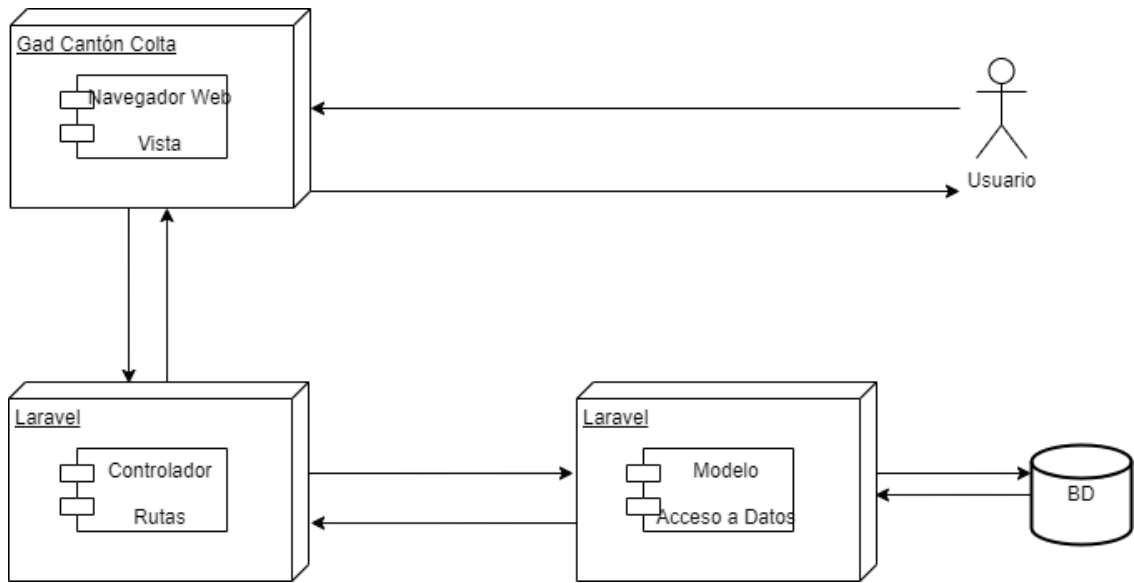 Gad Cantón Colta
Navegador Web
Vista
Usuario
Laravel
Controlador
Rutas
Laravel
Modelo
Acceso a Datos
BD